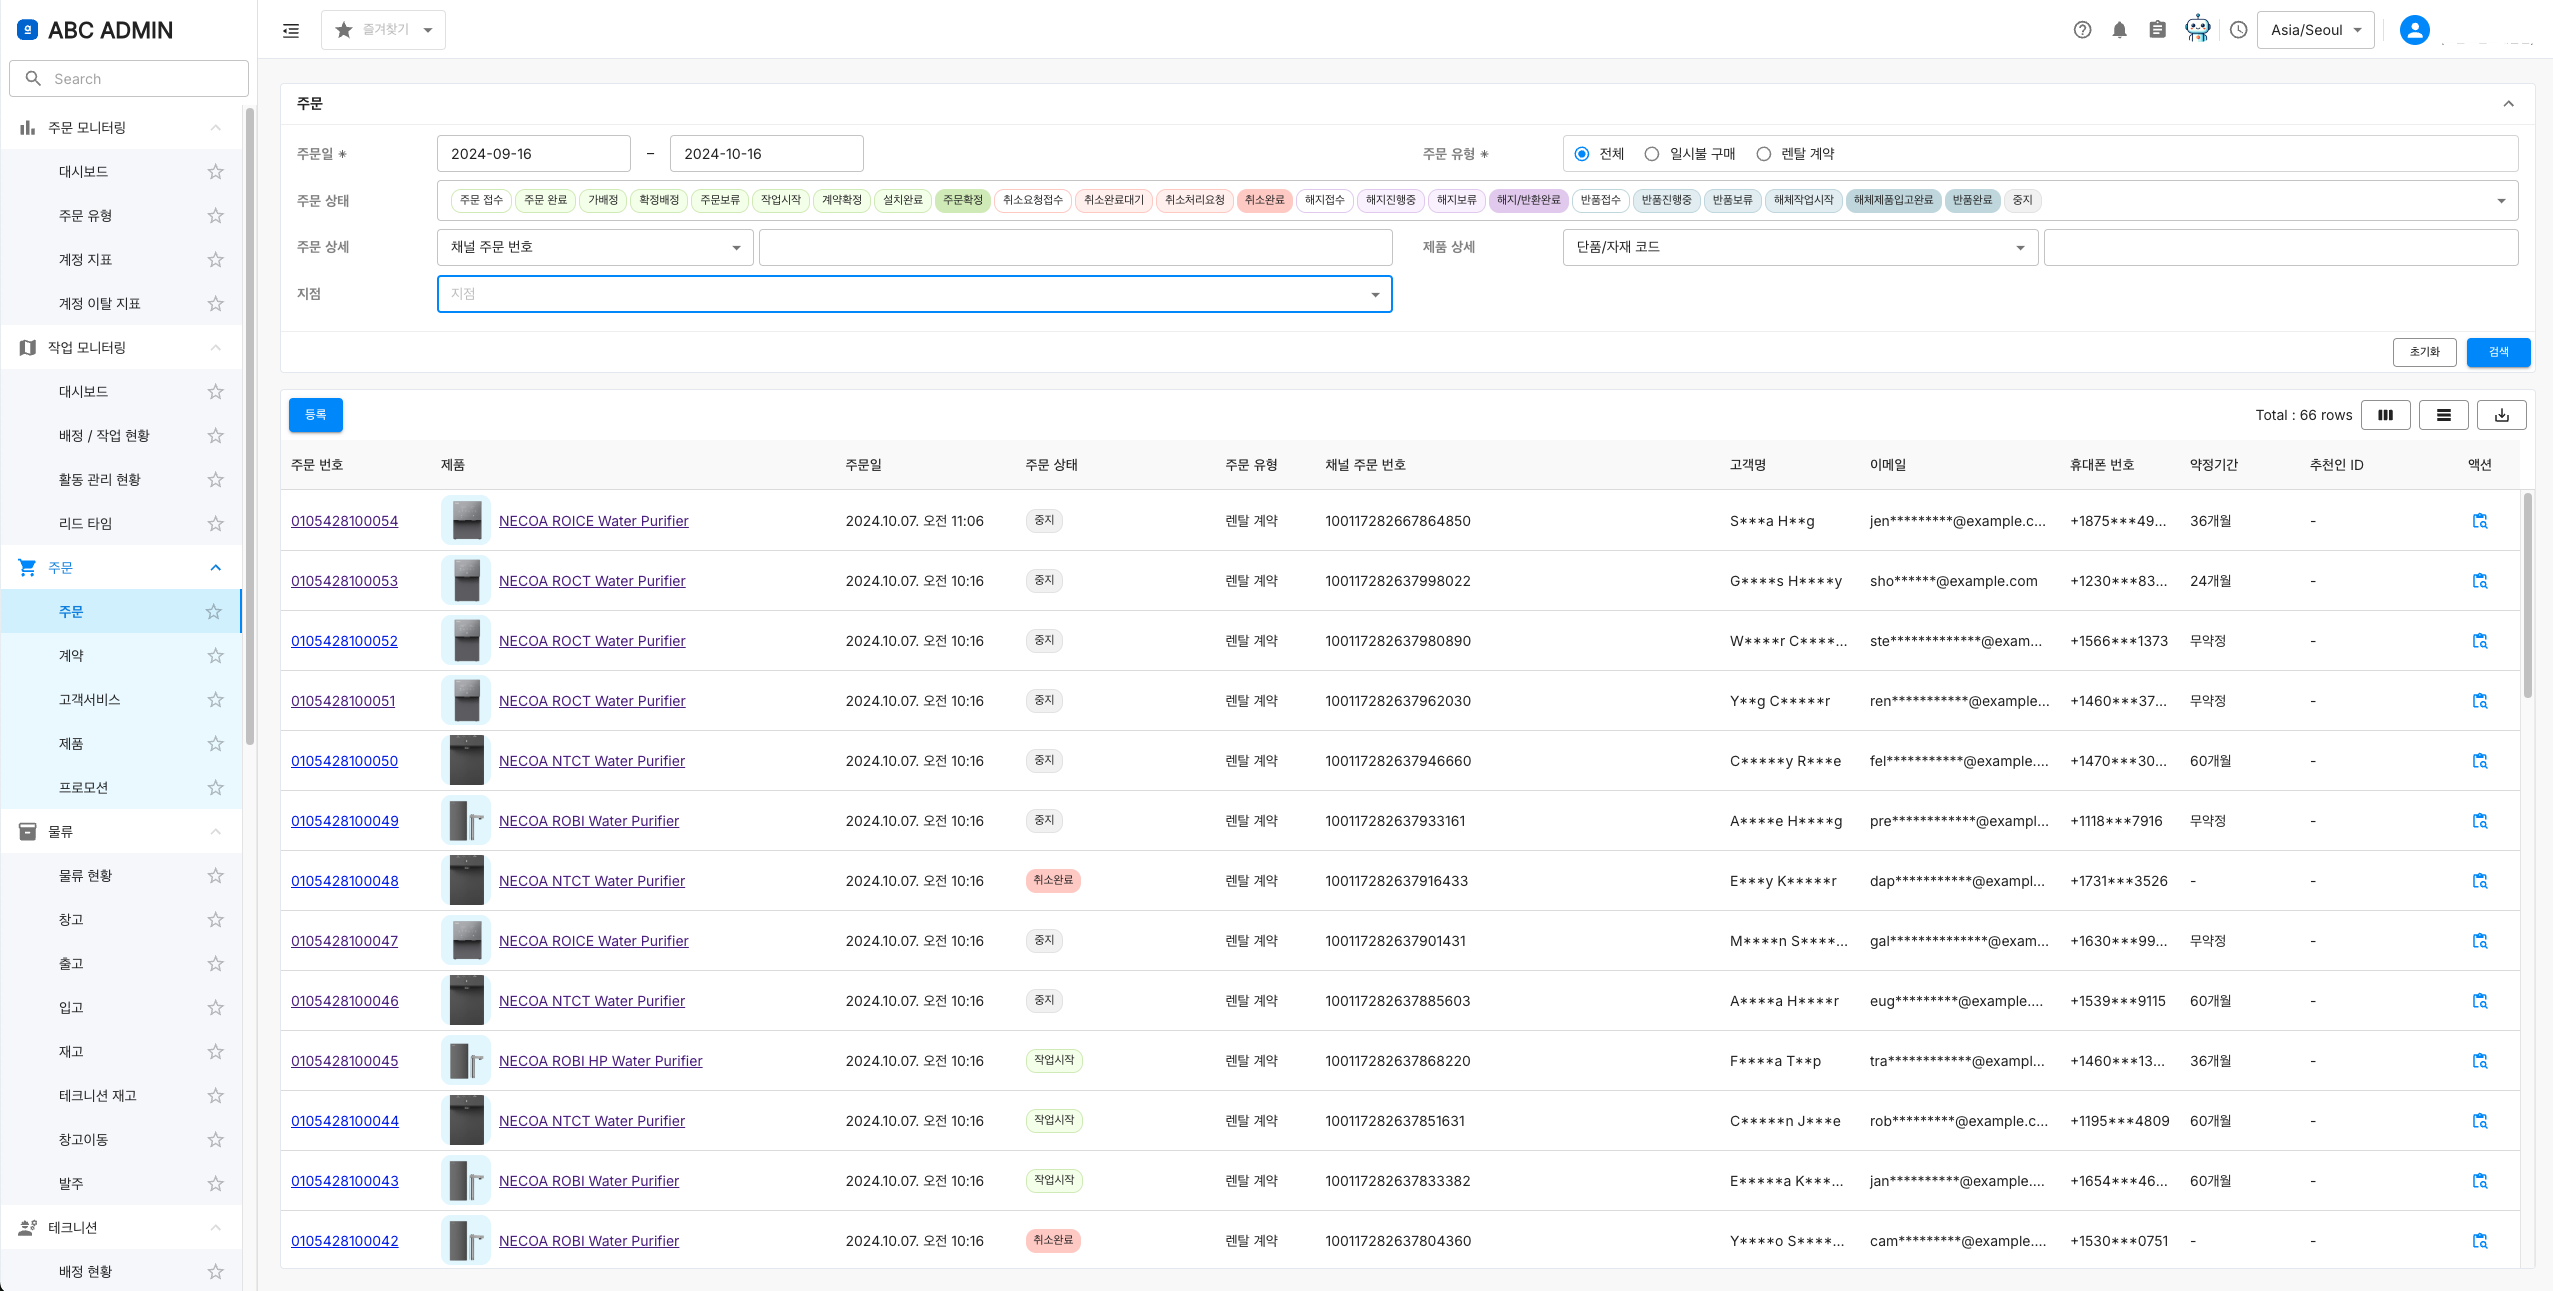 ABC ADMIN
Search
주문 모니터링
대시보드
주문 유형
계정 지표
계정 이탈 지표
작업 모니터링
대시보드
배정 / 작업 현황
활동 관리 현황
리드 타임
주문
주문
계약
고객서비스
제품
프로모션
물류
물류 현황
창고
출고
입고
재고
테크니션 재고
창고이동
발주
테크니션
배정 현황
즐겨찾기
Asia/Seoul
주문
주문일 * 2024-09-16 – 2024-10-16 주문 유형 * 전체 일시불 구매 렌탈 계약
주문 상태 주문 접수 주문 완료 가배정 확정배정 주문보류 작업시작 계약확정 설치완료 주문확정 취소요청접수 취소완료대기 취소처리요청 취소완료 해지접수 해지진행중 해지보류 해지/반환완료 반품접수 반품진행중 반품보류 해체작업시작 해체제품입고완료 반품완료 중지
주문 상세 채널 주문 번호 제품 상세 단품/자재 코드
지점 지점
초기화 검색
등록 Total : 66 rows
주문 번호 제품 주문일 주문 상태 주문 유형 채널 주문 번호 고객명 이메일 휴대폰 번호 약정기간 추천인 ID 액션
0105428100054 NECOA ROICE Water Purifier 2024.10.07. 오전 11:06 중지 렌탈 계약 100117282667864850 S***a H**g jen*********@example.c... +1875***49... 36개월 -
0105428100053 NECOA ROCT Water Purifier 2024.10.07. 오전 10:16 중지 렌탈 계약 100117282637998022 G****s H****y sho******@example.com +1230***83... 24개월 -
0105428100052 NECOA ROCT Water Purifier 2024.10.07. 오전 10:16 중지 렌탈 계약 100117282637980890 W****r C****... ste*************@exam... +1566***1373 무약정 -
0105428100051 NECOA ROCT Water Purifier 2024.10.07. 오전 10:16 중지 렌탈 계약 100117282637962030 Y**g C*****r ren***********@example... +1460***37... 무약정 -
0105428100050 NECOA NTCT Water Purifier 2024.10.07. 오전 10:16 중지 렌탈 계약 100117282637946660 C*****y R***e fel***********@example.... +1470***30... 60개월 -
0105428100049 NECOA ROBI Water Purifier 2024.10.07. 오전 10:16 중지 렌탈 계약 100117282637933161 A****e H****g pre************@exampl... +1118***7916 무약정 -
0105428100048 NECOA NTCT Water Purifier 2024.10.07. 오전 10:16 취소완료 렌탈 계약 100117282637916433 E***y K*****r dap***********@exampl... +1731***3526 - -
0105428100047 NECOA ROICE Water Purifier 2024.10.07. 오전 10:16 중지 렌탈 계약 100117282637901431 M****n S****... gal**************@exam... +1630***99... 무약정 -
0105428100046 NECOA NTCT Water Purifier 2024.10.07. 오전 10:16 중지 렌탈 계약 100117282637885603 A****a H****r eug*********@example.... +1539***9115 60개월 -
0105428100045 NECOA ROBI HP Water Purifier 2024.10.07. 오전 10:16 작업시작 렌탈 계약 100117282637868220 F****a T**p tra************@exampl... +1460***13... 36개월 -
0105428100044 NECOA NTCT Water Purifier 2024.10.07. 오전 10:16 작업시작 렌탈 계약 100117282637851631 C*****n J***e rob*********@example.c... +1195***4809 60개월 -
0105428100043 NECOA ROBI Water Purifier 2024.10.07. 오전 10:16 작업시작 렌탈 계약 100117282637833382 E*****a K***... jan**********@example.... +1654***46... 60개월 -
0105428100042 NECOA ROBI Water Purifier 2024.10.07. 오전 10:16 취소완료 렌탈 계약 100117282637804360 Y****o S****... cam*********@example.... +1530***0751 - -